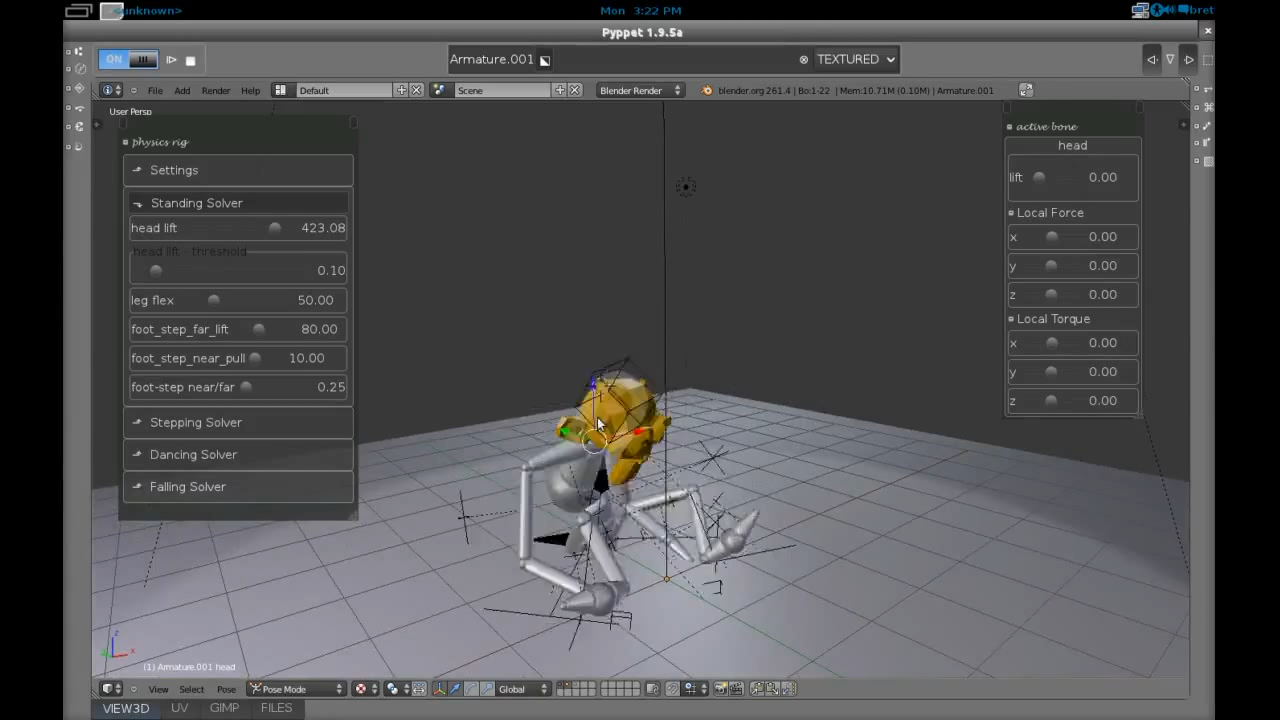 <unknown> Mon 3:22 PM bret
Pyppet 1.9.5a
ON Armature.001 TEXTURED
File Add Render Help Default Scene Blender Render blender.org 261.4 | Bo:1-22 | Mem:10.71M (0.10M) | Armature.001
User Persp
physics rig
Settings
Standing Solver
head lift 423.08
head lift - threshold
0.10
leg flex 50.00
foot_step_far_lift 80.00
foot_step_near_pull 10.00
foot-step near/far 0.25
Stepping Solver
Dancing Solver
Falling Solver
active bone
head
lift 0.00
Local Force
x 0.00
y 0.00
z 0.00
Local Torque
x 0.00
y 0.00
z 0.00
z
x
(1) Armature.001 head
View Select Pose Pose Mode Global
VIEW3D UV GIMP FILES